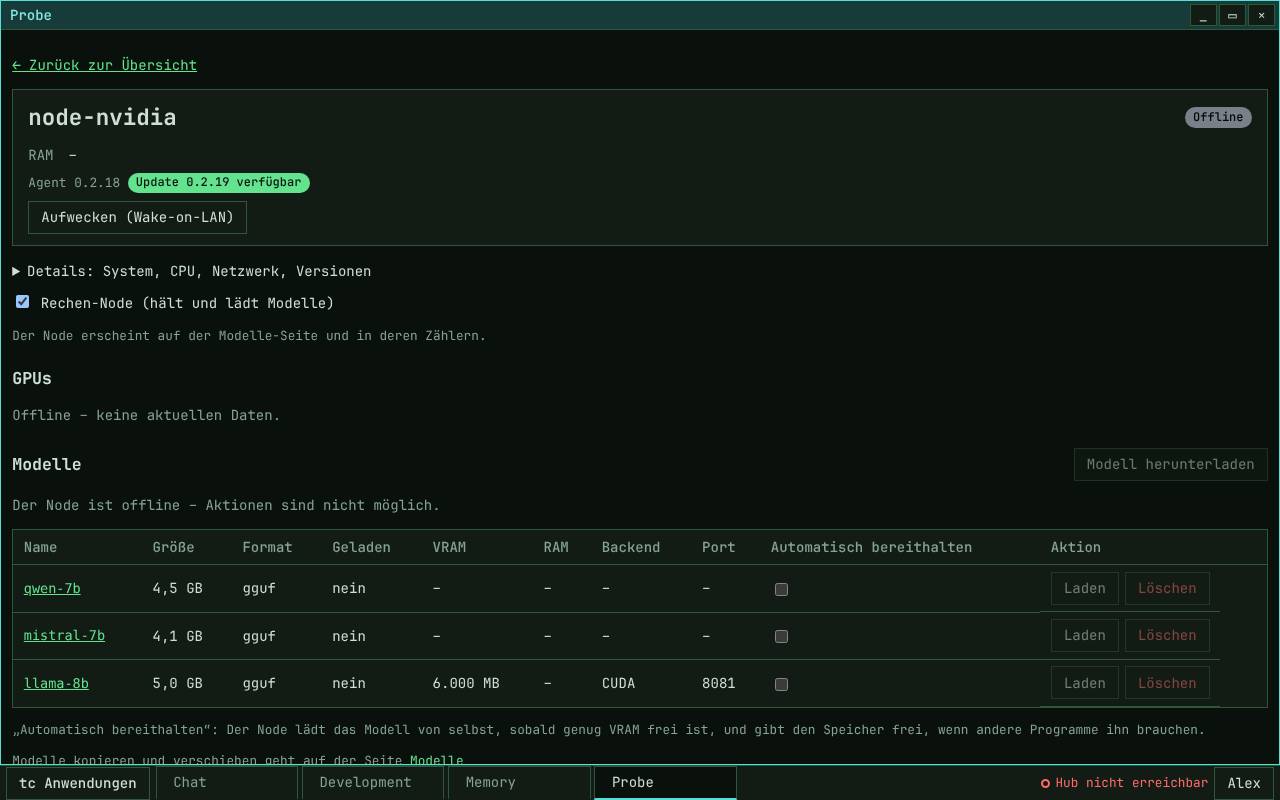 Probe
← Zurück zur Übersicht
node-nvidia
Offline
RAM –
Agent 0.2.18 Update 0.2.19 verfügbar
Aufwecken (Wake-on-LAN)
▶ Details: System, CPU, Netzwerk, Versionen
Rechen-Node (hält und lädt Modelle)
Der Node erscheint auf der Modelle-Seite und in deren Zählern.
GPUs
Offline – keine aktuellen Daten.
Modelle
Modell herunterladen
Der Node ist offline – Aktionen sind nicht möglich.
Name Größe Format Geladen VRAM RAM Backend Port Automatisch bereithalten Aktion
qwen-7b 4,5 GB gguf nein – – – – Laden Löschen
mistral-7b 4,1 GB gguf nein – – – – Laden Löschen
llama-8b 5,0 GB gguf nein 6.000 MB – CUDA 8081 Laden Löschen
„Automatisch bereithalten“: Der Node lädt das Modell von selbst, sobald genug VRAM frei ist, und gibt den Speicher frei, wenn andere Programme ihn brauchen.
Modelle kopieren und verschieben geht auf der Seite Modelle
tc Anwendungen Chat Development Memory Probe Hub nicht erreichbar Alex